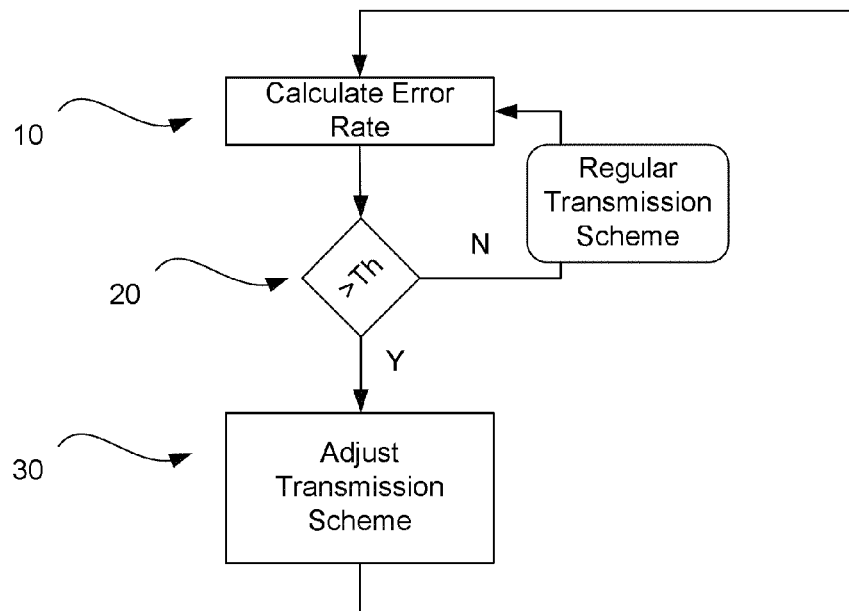 Calculate Error
Rate
10
Regular
Transmission
Scheme
N
>Th
20
Y
Adjust
Transmission
Scheme
30